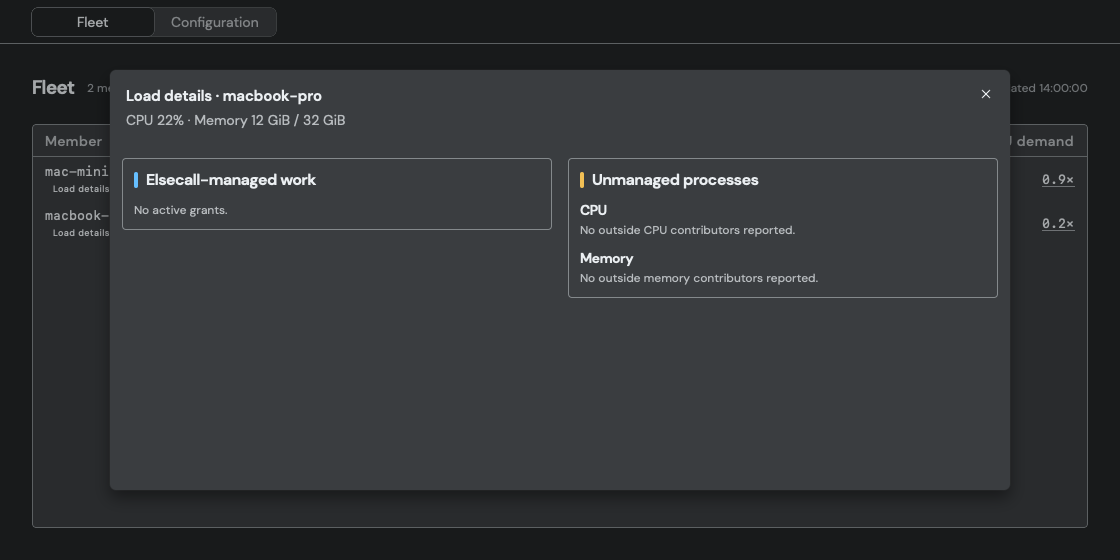 Fleet
Configuration
Fleet 2 me
ated 14:00:00
Load details · macbook-pro
CPU 22% · Memory 12 GiB / 32 GiB
Member
demand
mac-mini
Load details
0.9×
macbook-
Load details
0.2×
Elsecall-managed work
No active grants.
Unmanaged processes
CPU
No outside CPU contributors reported.
Memory
No outside memory contributors reported.